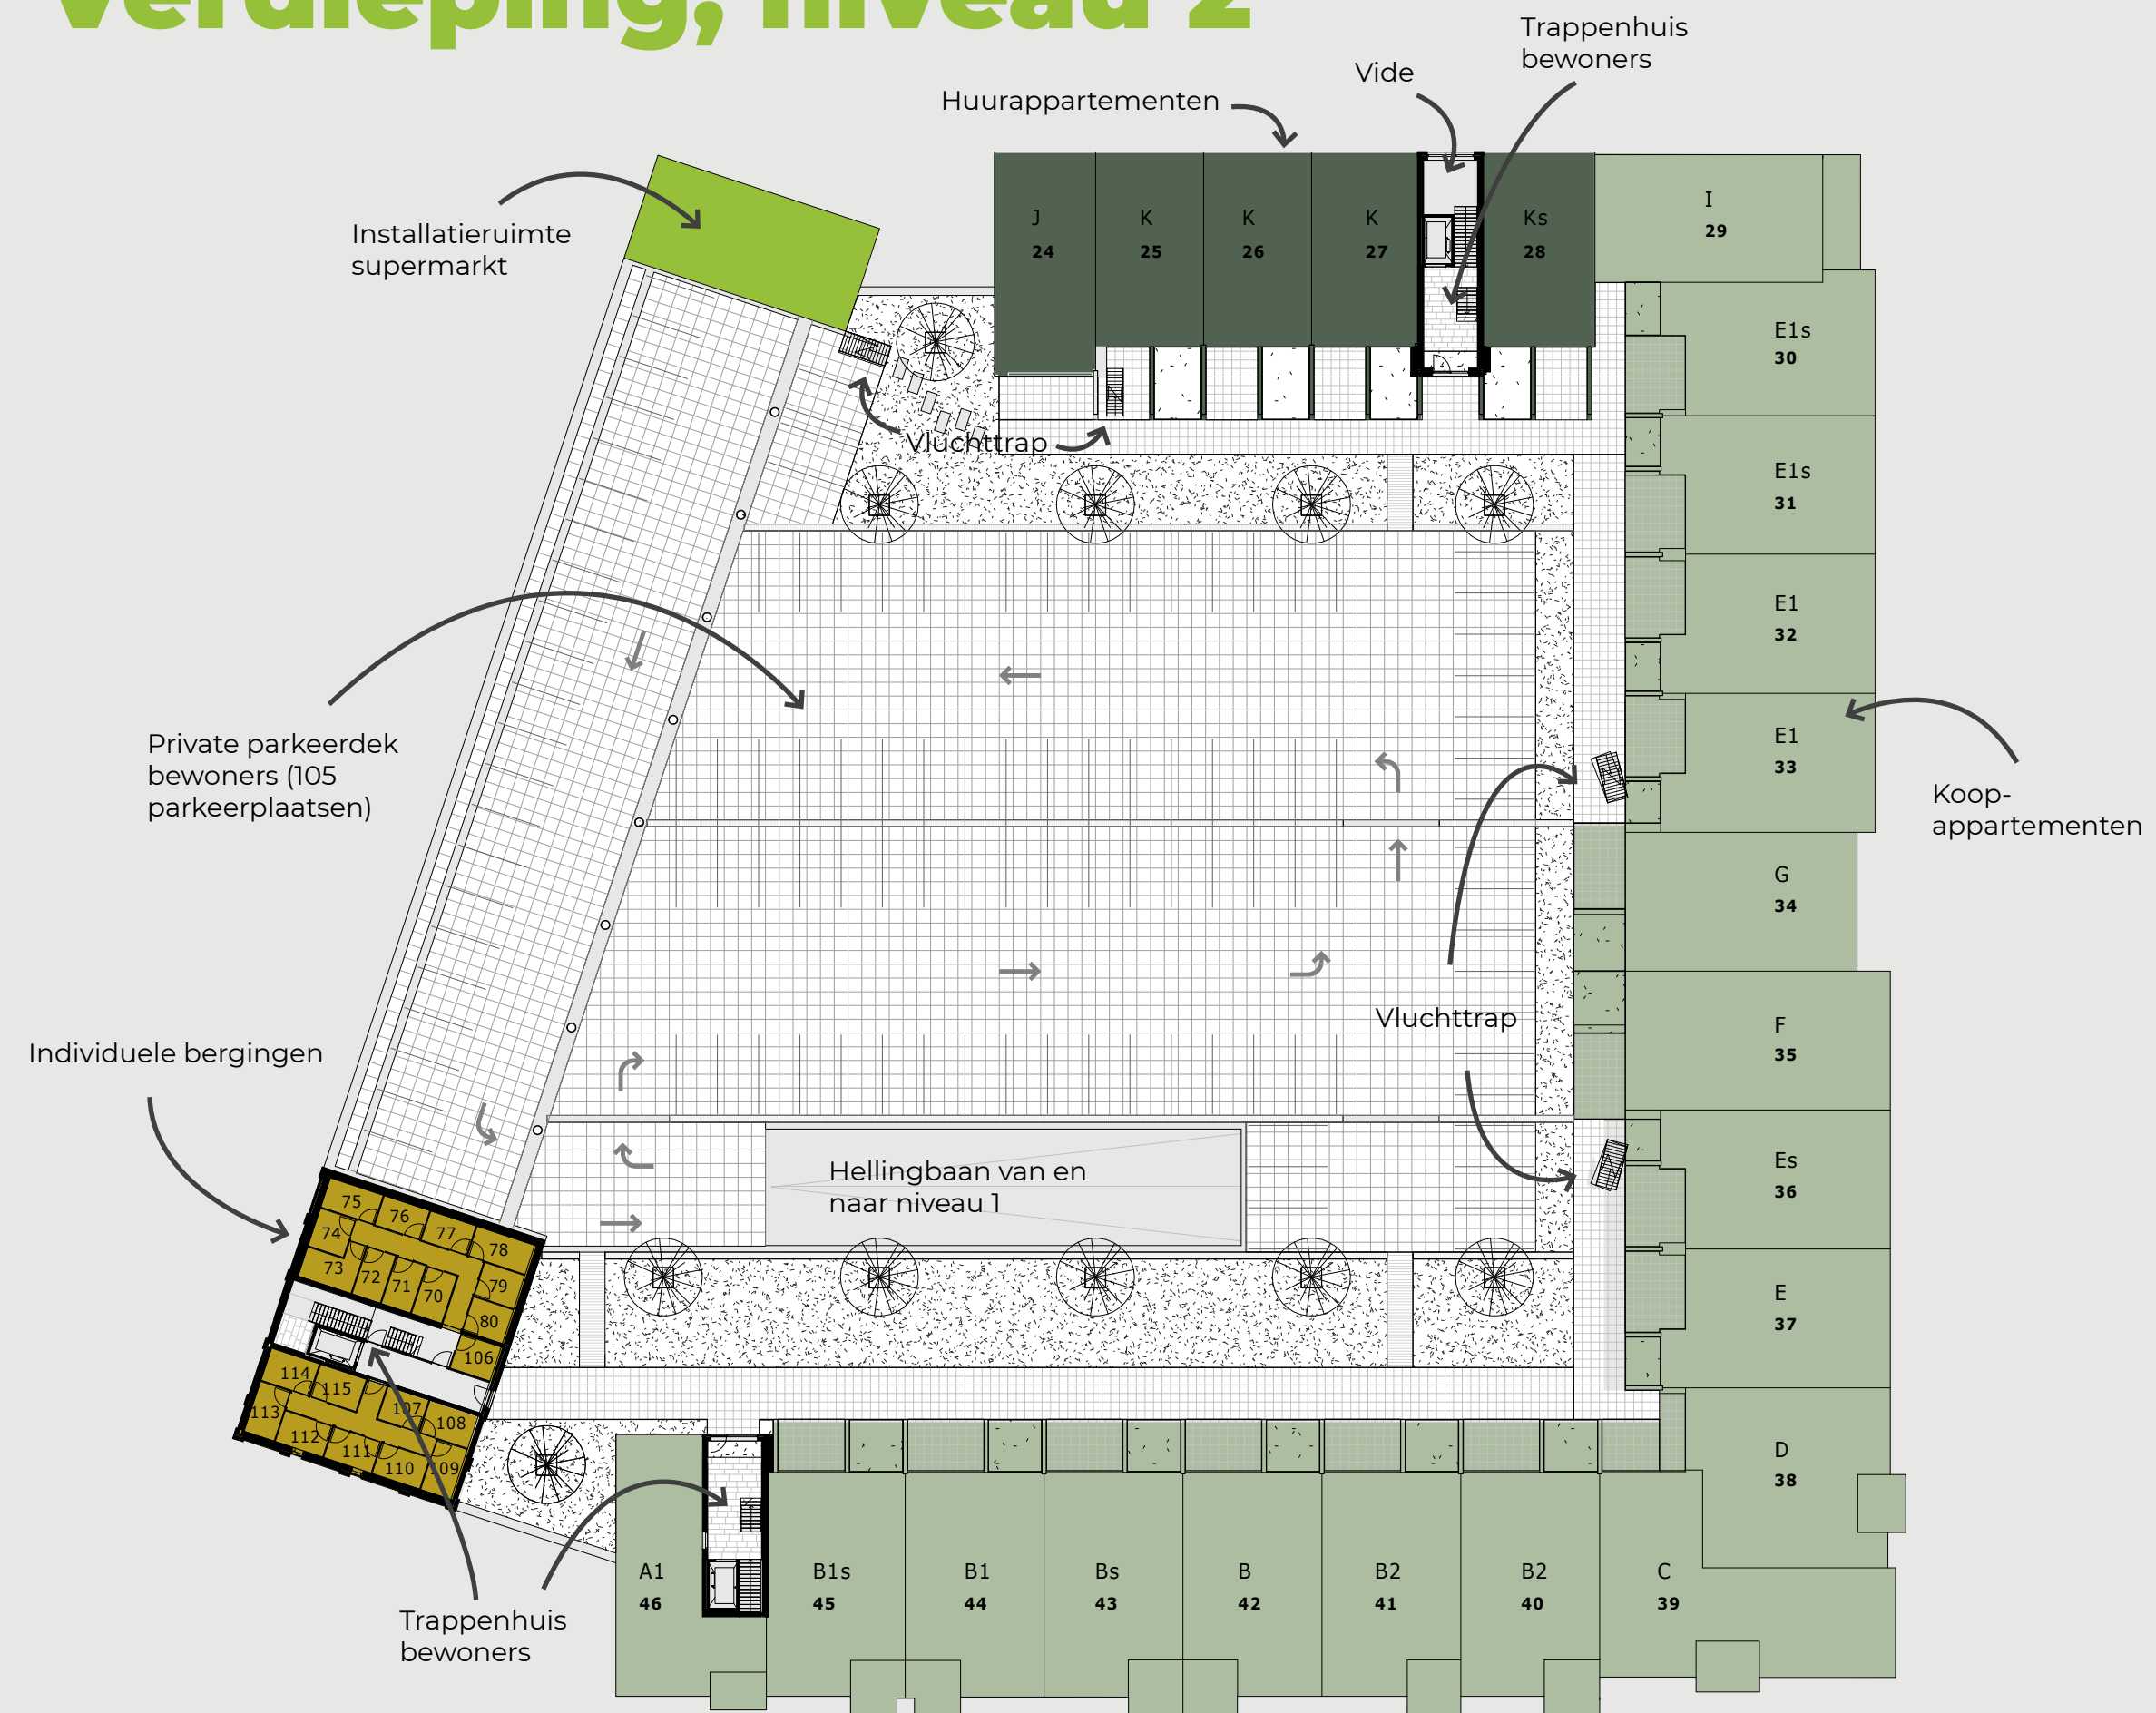 verdieping, niveau 2
Trappenhuis
bewoners
Vide
Huurappartementen
Installatieruimte
supermarkt
J
24
K
25
K
26
K
27
Ks
28
I
29
E1s
30
E1s
31
E1
32
E1
33
G
34
F
35
Es
36
E
37
D
38
Vluchttrap
Private parkeerdek
bewoners (105
parkeerplaatsen)
Koop-
appartementen
Vluchttrap
Individuele bergingen
Hellingbaan van en
naar niveau 1
75
76
77
78
74
73
72
71
70
79
80
106
114
115
107
108
113
112
111
110
109
A1
46
B1s
45
B1
44
Bs
43
B
42
B2
41
B2
40
C
39
Trappenhuis
bewoners